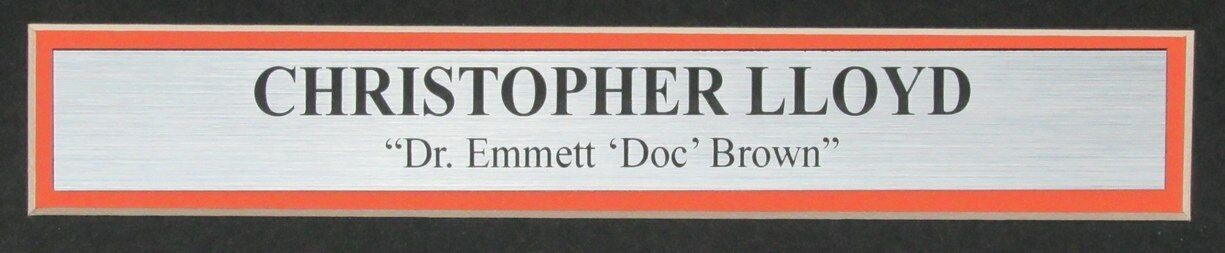 CHRISTOPHER LLOYD
“Dr. Emmett ‘Doc’ Brown”